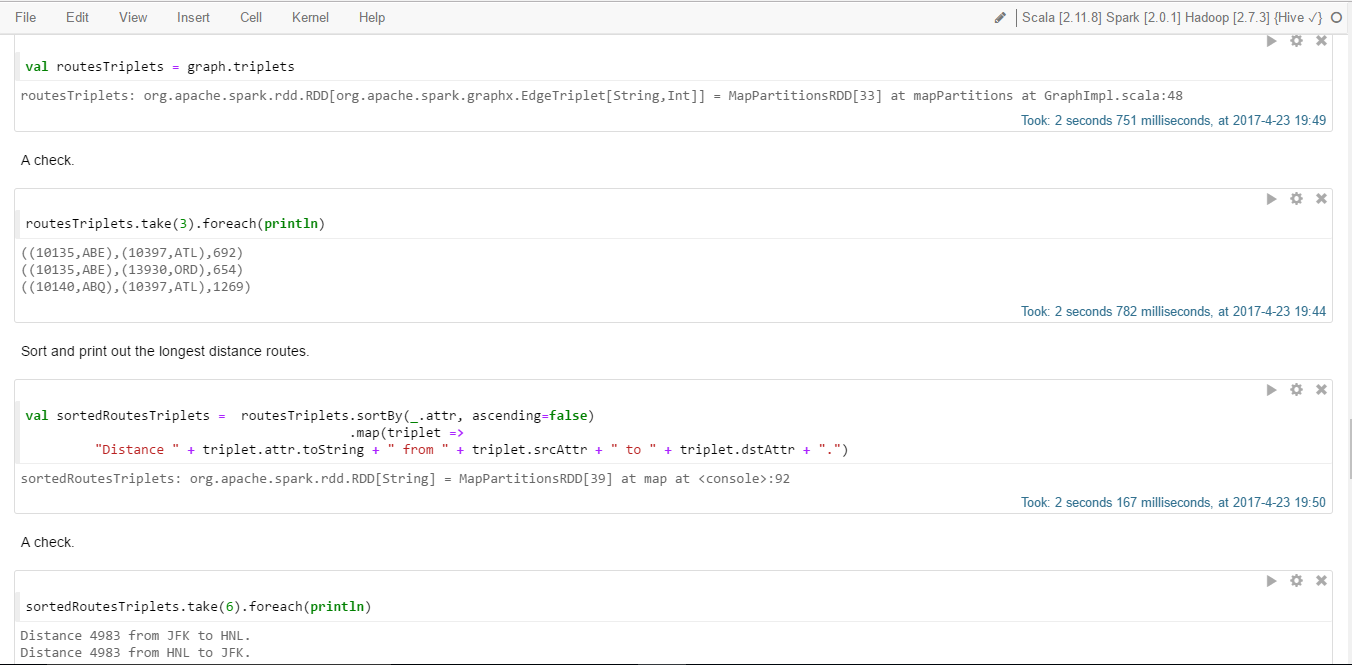 File Edit View Insert Cell Kernel Help Scala [2.11.8] Spark [2.0.1] Hadoop [2.7.3] {Hive ✓}
val routesTriplets = graph.triplets
routesTriplets: org.apache.spark.rdd.RDD[org.apache.spark.graphx.EdgeTriplet[String,Int]] = MapPartitionsRDD[33] at mapPartitions at GraphImpl.scala:48
Took: 2 seconds 751 milliseconds, at 2017-4-23 19:49
A check.
routesTriplets.take(3).foreach(println)
((10135,ABE),(10397,ATL),692)
((10135,ABE),(13930,ORD),654)
((10140,ABQ),(10397,ATL),1269)
Took: 2 seconds 782 milliseconds, at 2017-4-23 19:44
Sort and print out the longest distance routes.
val sortedRoutesTriplets = routesTriplets.sortBy(_.attr, ascending=false)
.map(triplet =>
"Distance " + triplet.attr.toString + " from " + triplet.srcAttr + " to " + triplet.dstAttr + ".")
sortedRoutesTriplets: org.apache.spark.rdd.RDD[String] = MapPartitionsRDD[39] at map at <console>:92
Took: 2 seconds 167 milliseconds, at 2017-4-23 19:50
A check.
sortedRoutesTriplets.take(6).foreach(println)
Distance 4983 from JFK to HNL.
Distance 4983 from HNL to JFK.